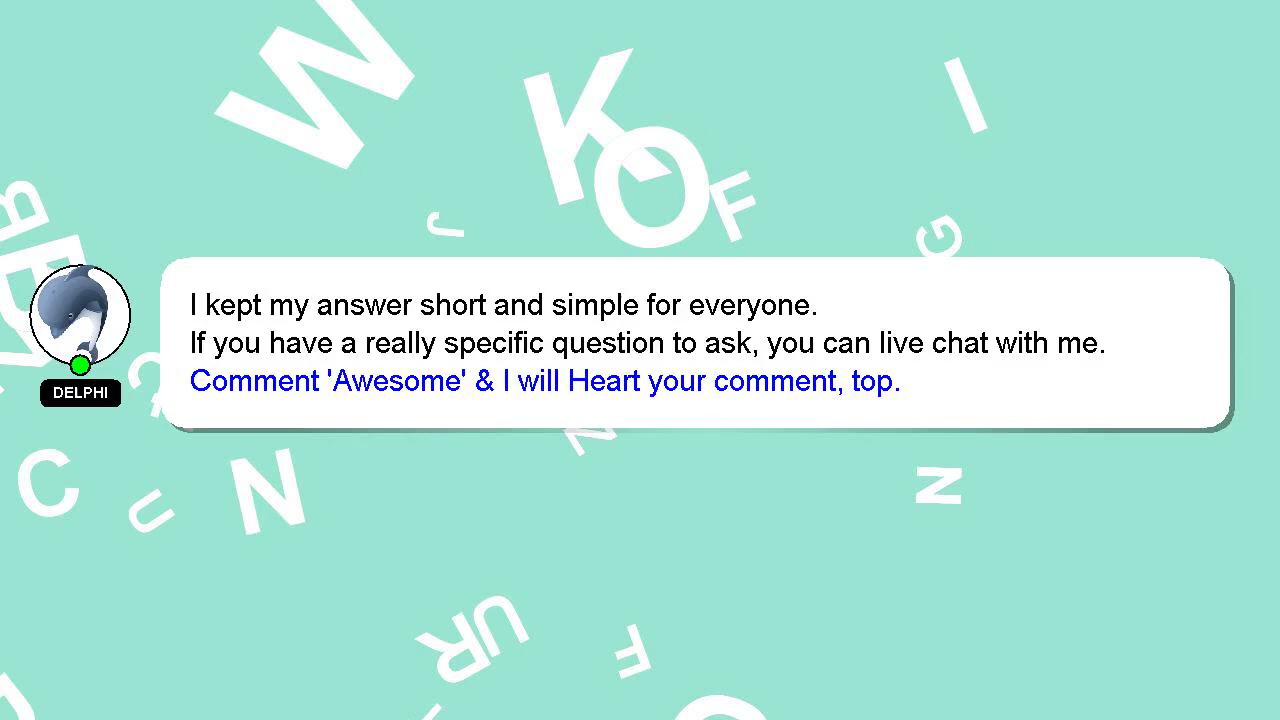 W
K
I
O
F
B
J
G
DELPHI
I kept my answer short and simple for everyone.
If you have a really specific question to ask, you can live chat with me.
Comment 'Awesome' & I will Heart your comment, top.
C
N
U
N
N
U
R
F